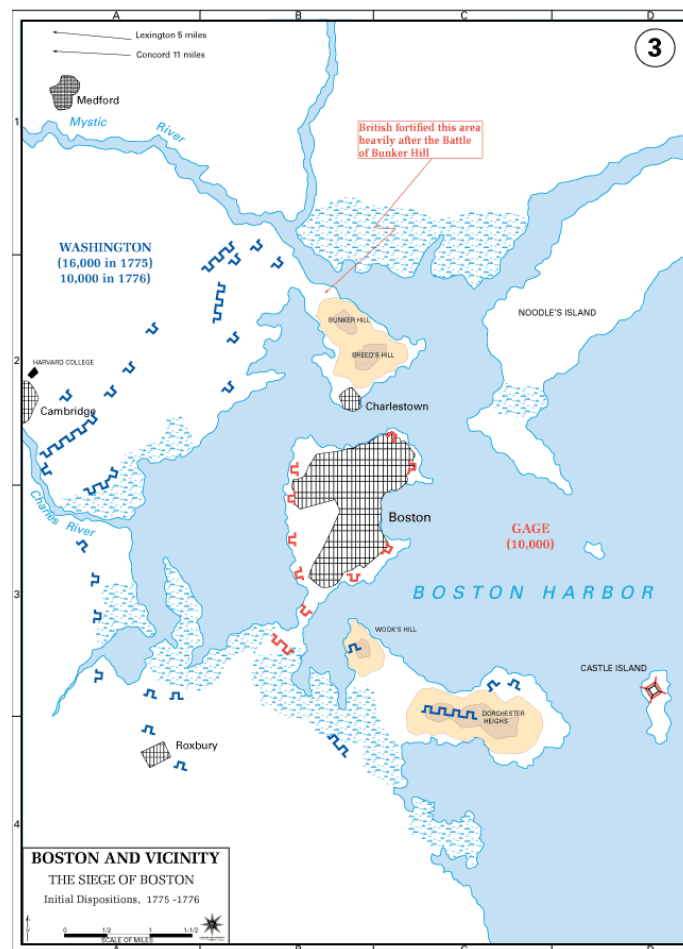 A
B
C
D
Lexington 5 miles
Concord 11 miles
3
Medford
Mystic
River
1
British fortified this area
heavily after the Battle
of Bunker Hill
WASHINGTON
(16,000 in 1775)
10,000 in 1776)
NOODLE'S ISLAND
BUNKER HILL
BREED'S HILL
2
HARVARD COLLEGE
Cambridge
Charlestown
Charles River
Boston
GAGE
(10,000)
BOSTON HARBOR
3
WOOK'S HILL
CASTLE ISLAND
DORCHESTER
HEIGHS
Roxbury
4
BOSTON AND VICINITY
THE SIEGE OF BOSTON
Initial Dispositions, 1775 -1776
0 1/2 1 1-1/2
SCALE OF MILES
A
B
C
D